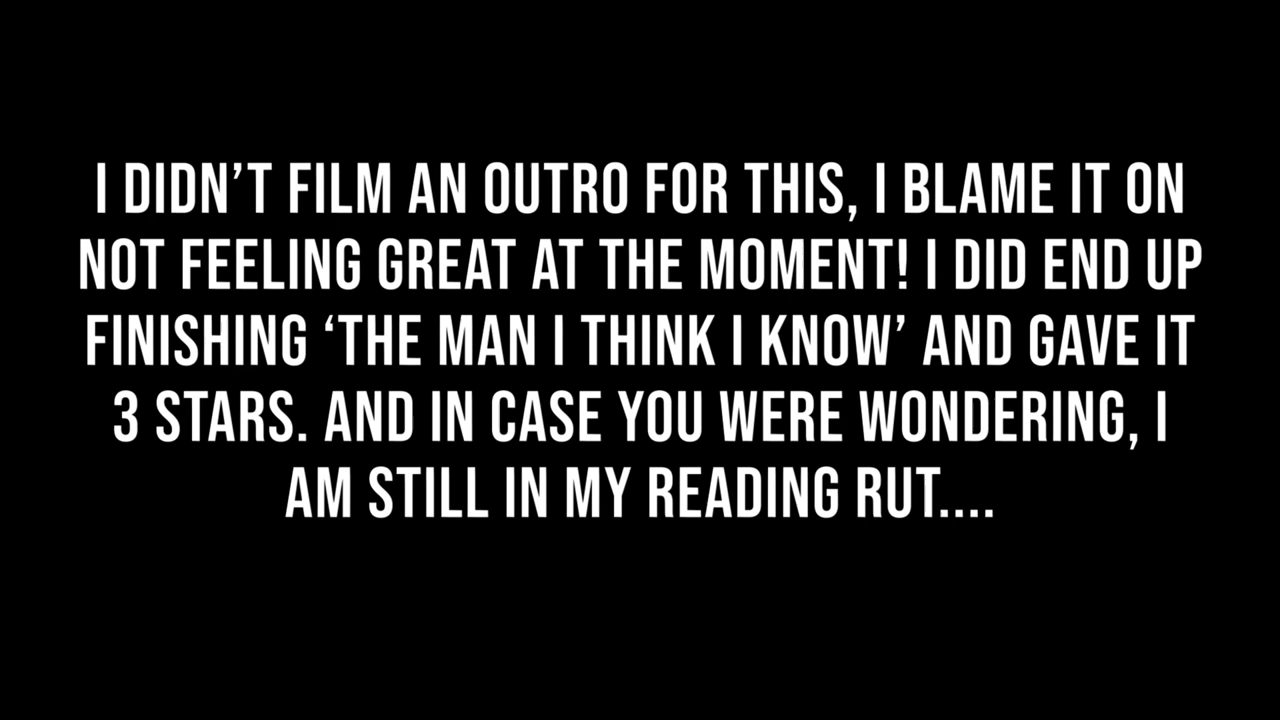 I DIDN’T FILM AN OUTRO FOR THIS, I BLAME IT ON
NOT FEELING GREAT AT THE MOMENT! I DID END UP
FINISHING ‘THE MAN I THINK I KNOW’ AND GAVE IT
3 STARS. AND IN CASE YOU WERE WONDERING, I
AM STILL IN MY READING RUT....